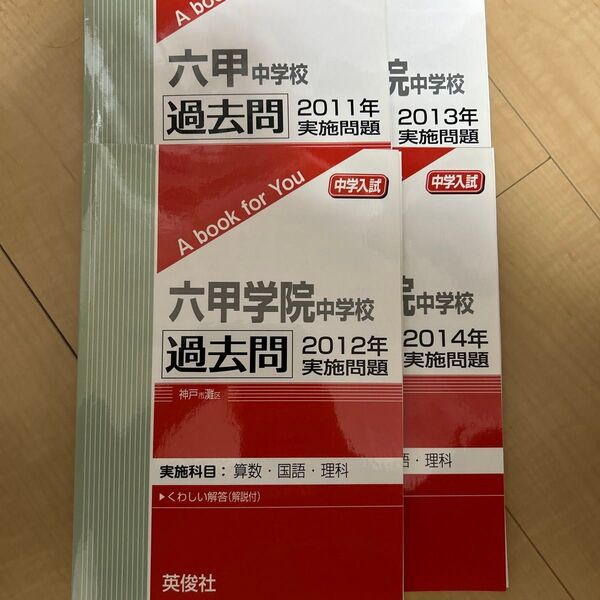 A book
六甲中学校
過去問
2011年
実施問題
院中学校
2013年
実施問題
A book for You
中学入試
六甲学院中学校
過去問
2012年
実施問題
神戸市灘区
実施科目：算数・国語・理科
▶くわしい解答(解説付)
英俊社
中学入試
院中学校
2014年
実施問題
語・理科